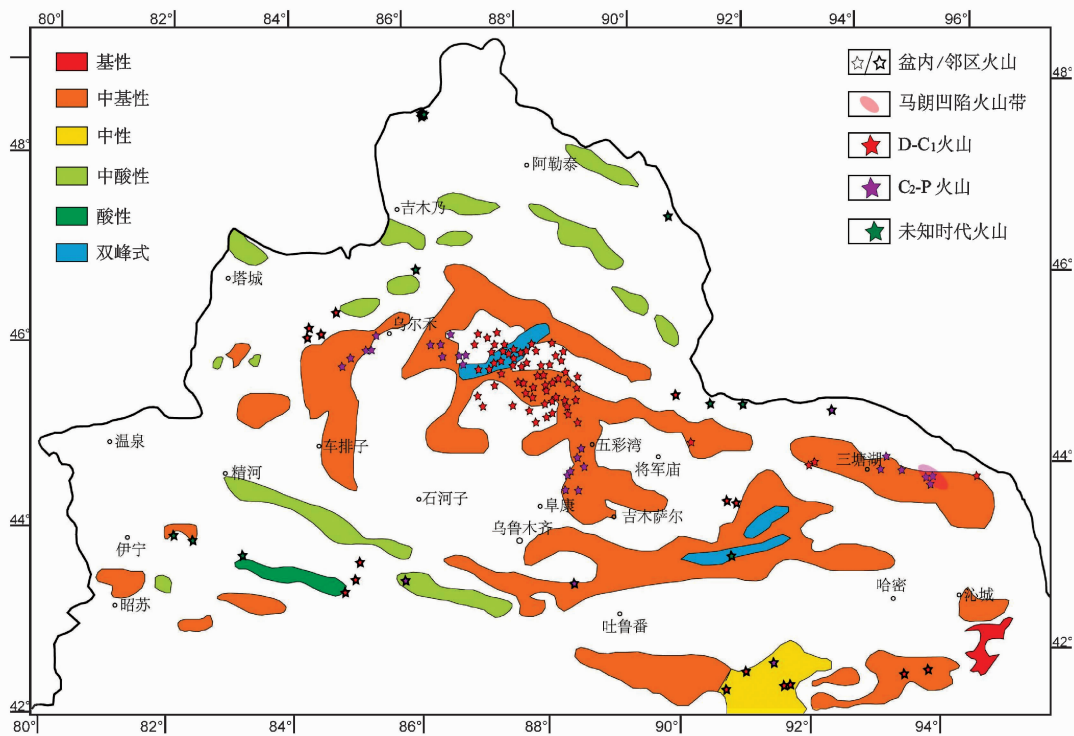 80° 82° 84° 86° 88° 90° 92° 94° 96°
基性
中基性
中性
中酸性
酸性
双峰式
盆内/邻区火山
马朗凹陷火山带
D-C₁火山
C₂-P 火山
未知时代火山
48°
48°
阿勒泰
吉木乃
46°
塔城
46°
乌尔禾
温泉
车排子
五彩湾
将军庙
三塘湖
44°
精河
石河子
阜康
吉木萨尔
44°
乌鲁木齐
伊宁
哈密
昭苏
沁城
吐鲁番
42°
42°
80° 82° 84° 86° 88° 90° 92° 94°